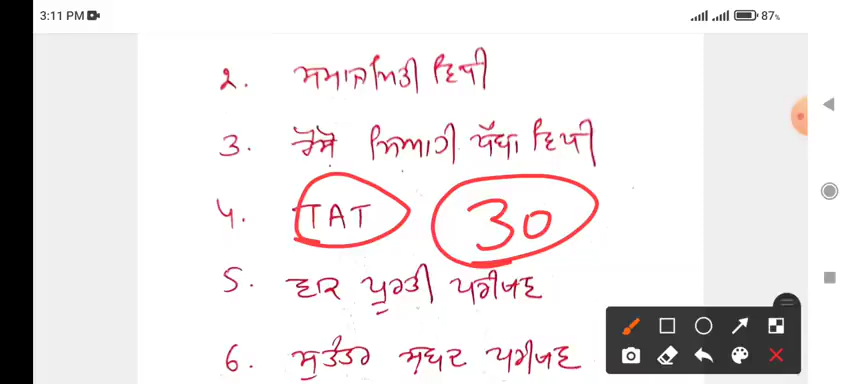 3:11 PM 87%
2. ਸਮਾਜਮਿਤੀ ਵਿਧੀ
3. ਰੋਸੋ ਸਿਆਹੀ ਧੱਬਾ ਵਿਧੀ
4. TAT 30
5. ਵਾਕ ਪੂਰਤੀ ਪਰੀਖਣ
6. ਸੁਤੰਤਰ ਸ਼ਬਦ ਪਰੀਖਣ